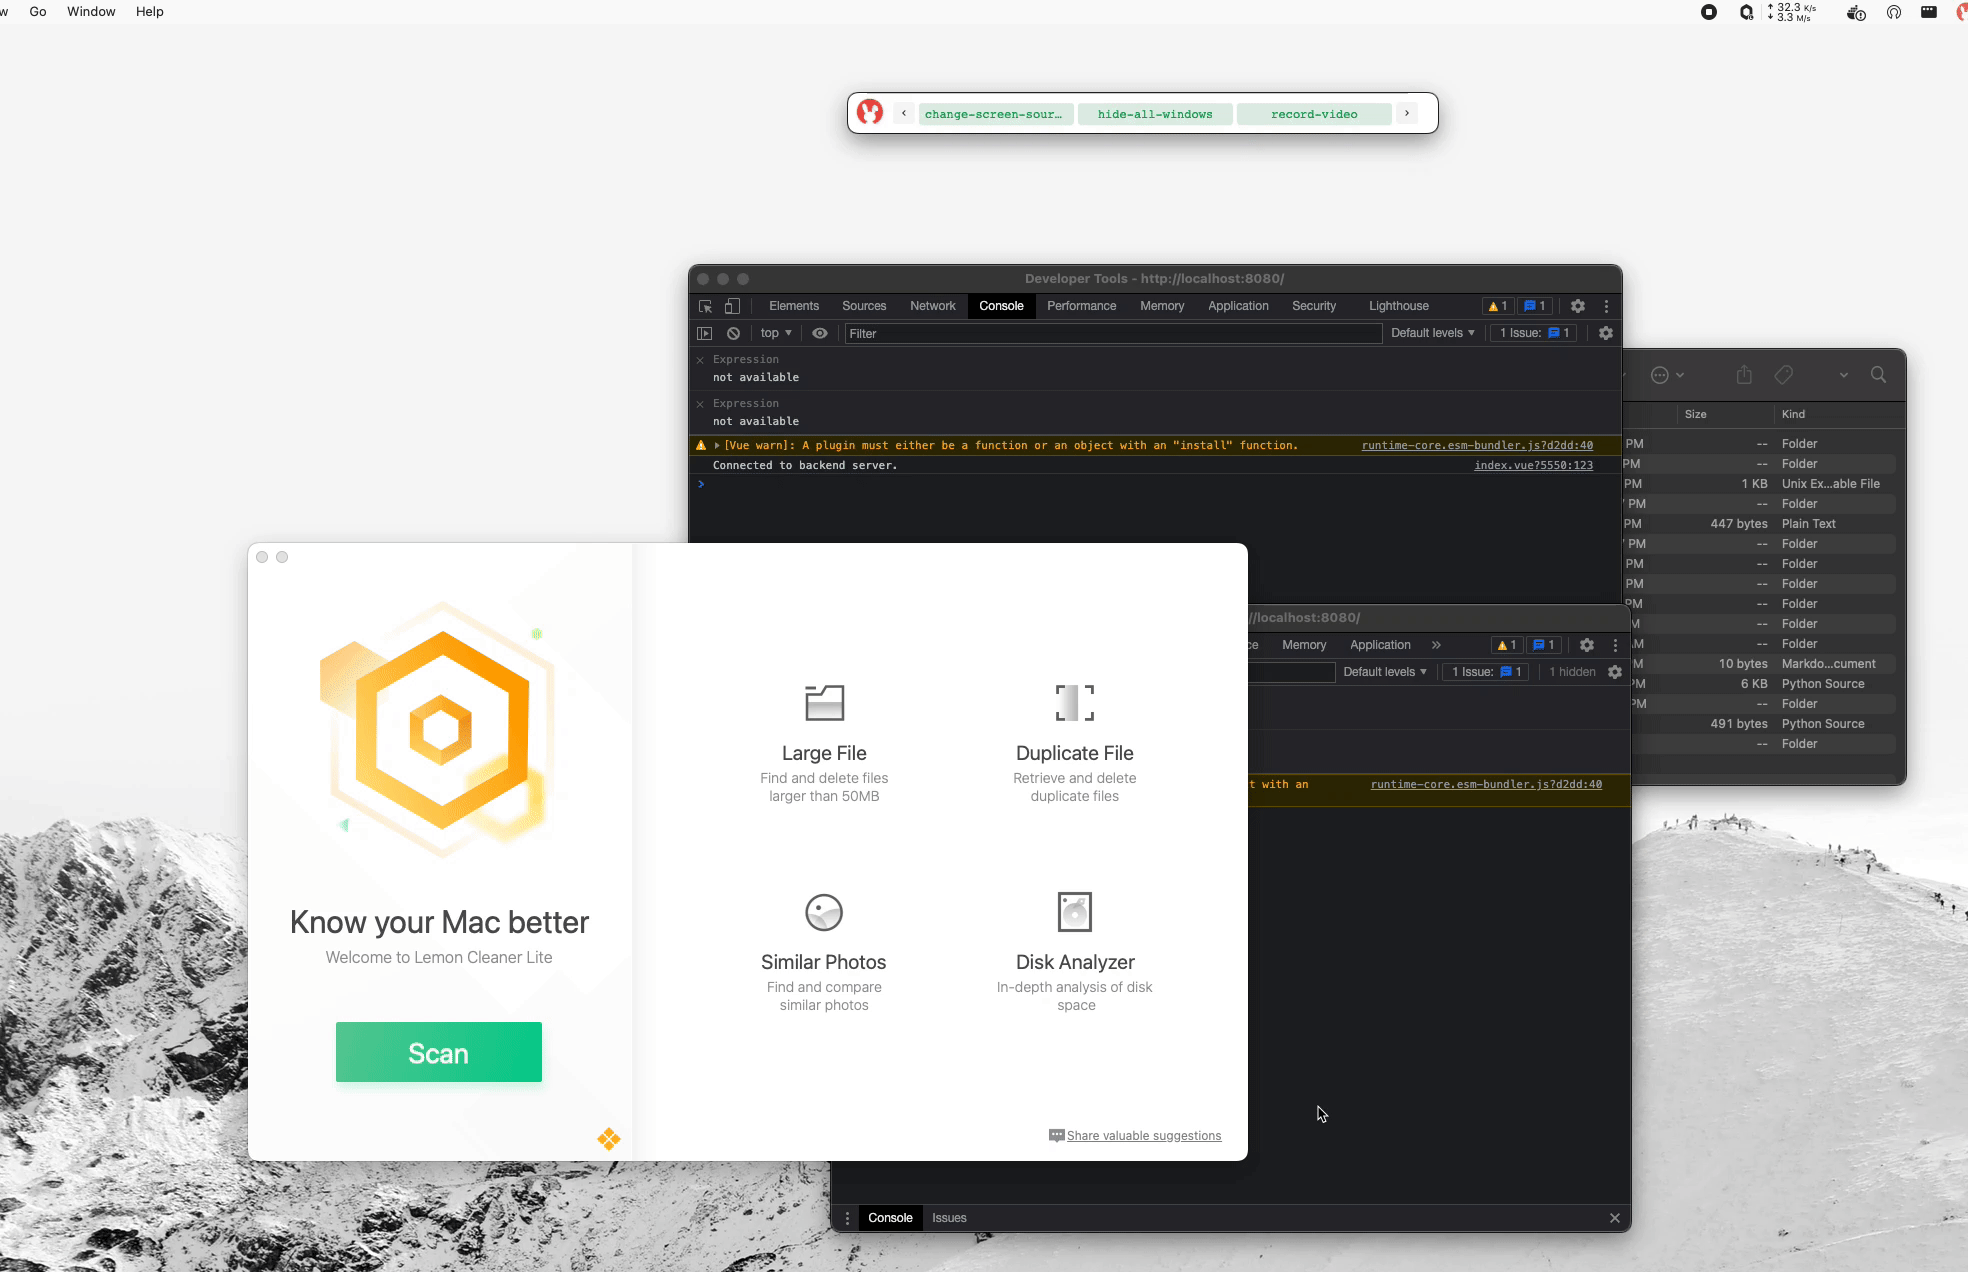 Go Window Help
32.3 K/s
3.3 M/s
change-screen-sour… hide-all-windows record-video
Developer Tools - http://localhost:8080/
Elements Sources Network Console Performance Memory Application Security Lighthouse 1 1
top Filter Default levels 1 Issue: 1
Expression
not available
Expression
not available
[Vue warn]: A plugin must either be a function or an object with an "install" function. runtime-core.esm-bundler.js?d2dd:40
Connected to backend server. index.vue?5550:123
Size Kind
PM -- Folder
PM -- Folder
PM 1 KB Unix Ex...able File
PM -- Folder
PM 447 bytes Plain Text
PM -- Folder
PM -- Folder
PM -- Folder
PM -- Folder
M -- Folder
AM -- Folder
M 10 bytes Markdo...cument
PM 6 KB Python Source
PM -- Folder
491 bytes Python Source
-- Folder
//localhost:8080/
ce Memory Application » 1 1
Default levels 1 Issue: 1 1 hidden
t with an runtime-core.esm-bundler.js?d2dd:40
Console Issues
Know your Mac better
Welcome to Lemon Cleaner Lite
Scan
Large File
Find and delete files
larger than 50MB
Duplicate File
Retrieve and delete
duplicate files
Similar Photos
Find and compare
similar photos
Disk Analyzer
In-depth analysis of disk
space
Share valuable suggestions